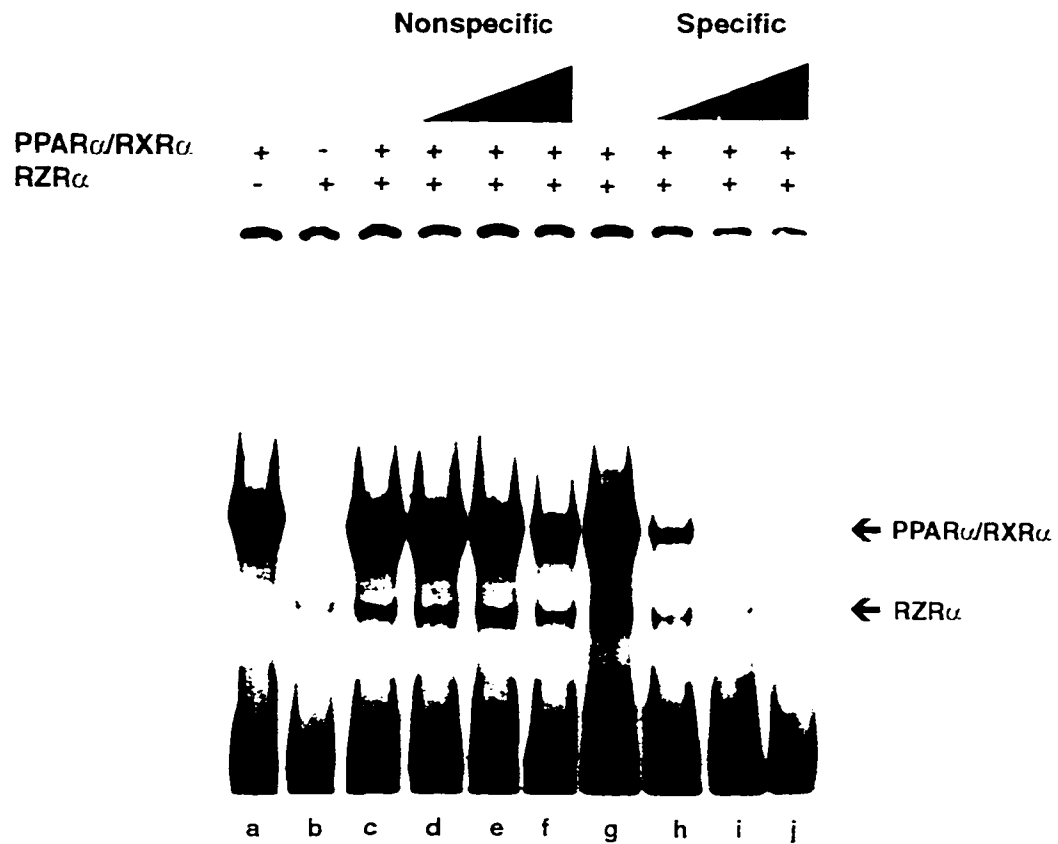 Nonspecific Specific
PPARα/RXRα + - + + + + + + + +
RZRα - + + + + + + + + +
← PPARα/RXRα
← RZRα
a b c d e f g h i j